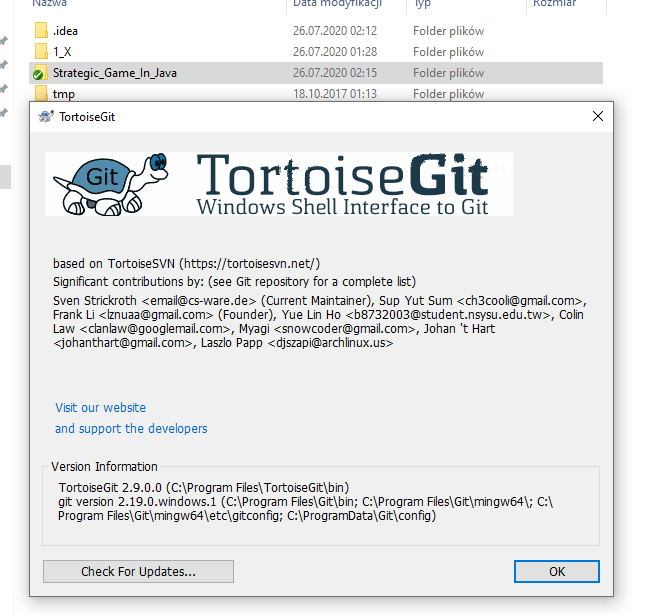 Nazwa Data modyfikacji Typ Rozmiar
.idea 26.07.2020 02:12 Folder plików
1_X 26.07.2020 01:28 Folder plików
Strategic_Game_In_Java 26.07.2020 02:15 Folder plików
tmp 18.10.2017 01:13 Folder plików
TortoiseGit
Git
TortoiseGit
Windows Shell Interface to Git
based on TortoiseSVN (https://tortoisesvn.net/)
Significant contributions by: (see Git repository for a complete list)
Sven Strickroth <email@cs-ware.de> (Current Maintainer), Sup Yut Sum <ch3cooli@gmail.com>,
Frank Li <lznuaa@gmail.com> (Founder), Yue Lin Ho <b8732003@student.nsysu.edu.tw>, Colin
Law <clanlaw@googlemail.com>, Myagi <snowcoder@gmail.com>, Johan 't Hart
<johanthart@gmail.com>, Laszlo Papp <djszapi@archlinux.us>
Visit our website
and support the developers
Version Information
TortoiseGit 2.9.0.0 (C:\Program Files\TortoiseGit\bin)
git version 2.19.0.windows.1 (C:\Program Files\Git\bin; C:\Program Files\Git\mingw64\; C:\
Program Files\Git\mingw64\etc\gitconfig; C:\ProgramData\Git\config)
Check For Updates...
OK